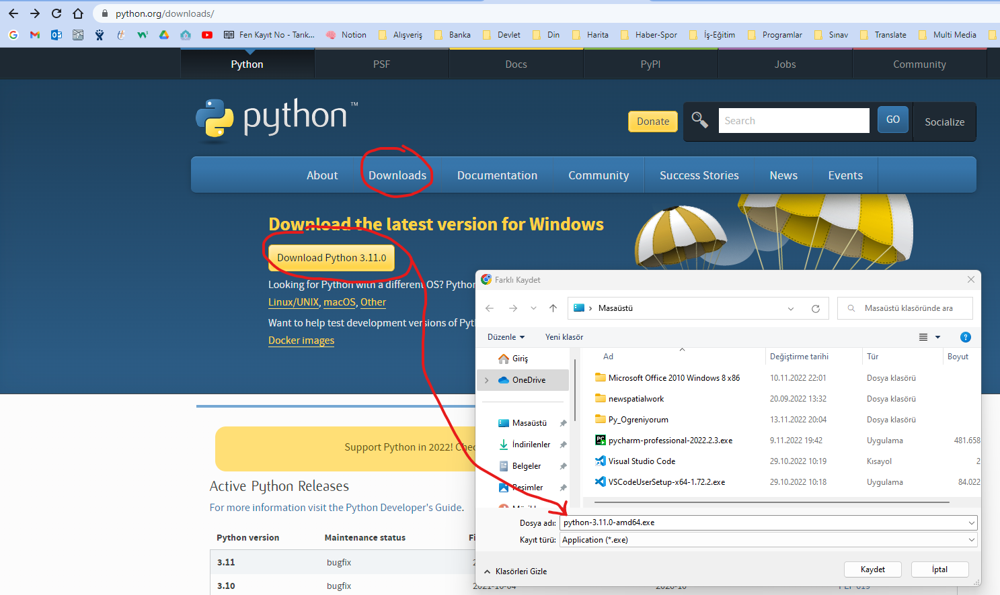 python.org/downloads/
Fen Kayıt No - Tarık... Notion Alışveriş Banka Devlet Din Harita Haber-Spor İş-Eğitim Programlar Sınav Translate Multi Media
Python PSF Docs PyPI Jobs Community
python™
Donate Search GO Socialize
About Downloads Documentation Community Success Stories News Events
Download the latest version for Windows
Download Python 3.11.0
Looking for Python with a different OS? Python
Linux/UNIX, macOS, Other
Want to help test development versions of Pyt
Docker images
Support Python in 2022! Chec
Active Python Releases
For more information visit the Python Developer's Guide.
Python version Maintenance status Fi
3.11 bugfix 2
3.10 bugfix 2021-10-04 2026-10 PEP 619
Farklı Kaydet
Masaüstü
Masaüstü klasöründe ara
Düzenle Yeni klasör
Giriş
OneDrive
Masaüstü
İndirilenler
Belgeler
Resimler
Ad Değiştirme tarihi Tür Boyut
Microsoft Office 2010 Windows 8 x86 10.11.2022 22:01 Dosya klasörü
newspatialwork 20.09.2022 13:32 Dosya klasörü
Py_Ogreniyorum 13.11.2022 20:04 Dosya klasörü
pycharm-professional-2022.2.3.exe 9.11.2022 19:42 Uygulama 481.658
Visual Studio Code 29.10.2022 10:19 Kısayol 2
VSCodeUserSetup-x64-1.72.2.exe 29.10.2022 10:18 Uygulama 84.022
Dosya adı: python-3.11.0-amd64.exe
Kayıt türü: Application (*.exe)
Klasörleri Gizle Kaydet İptal